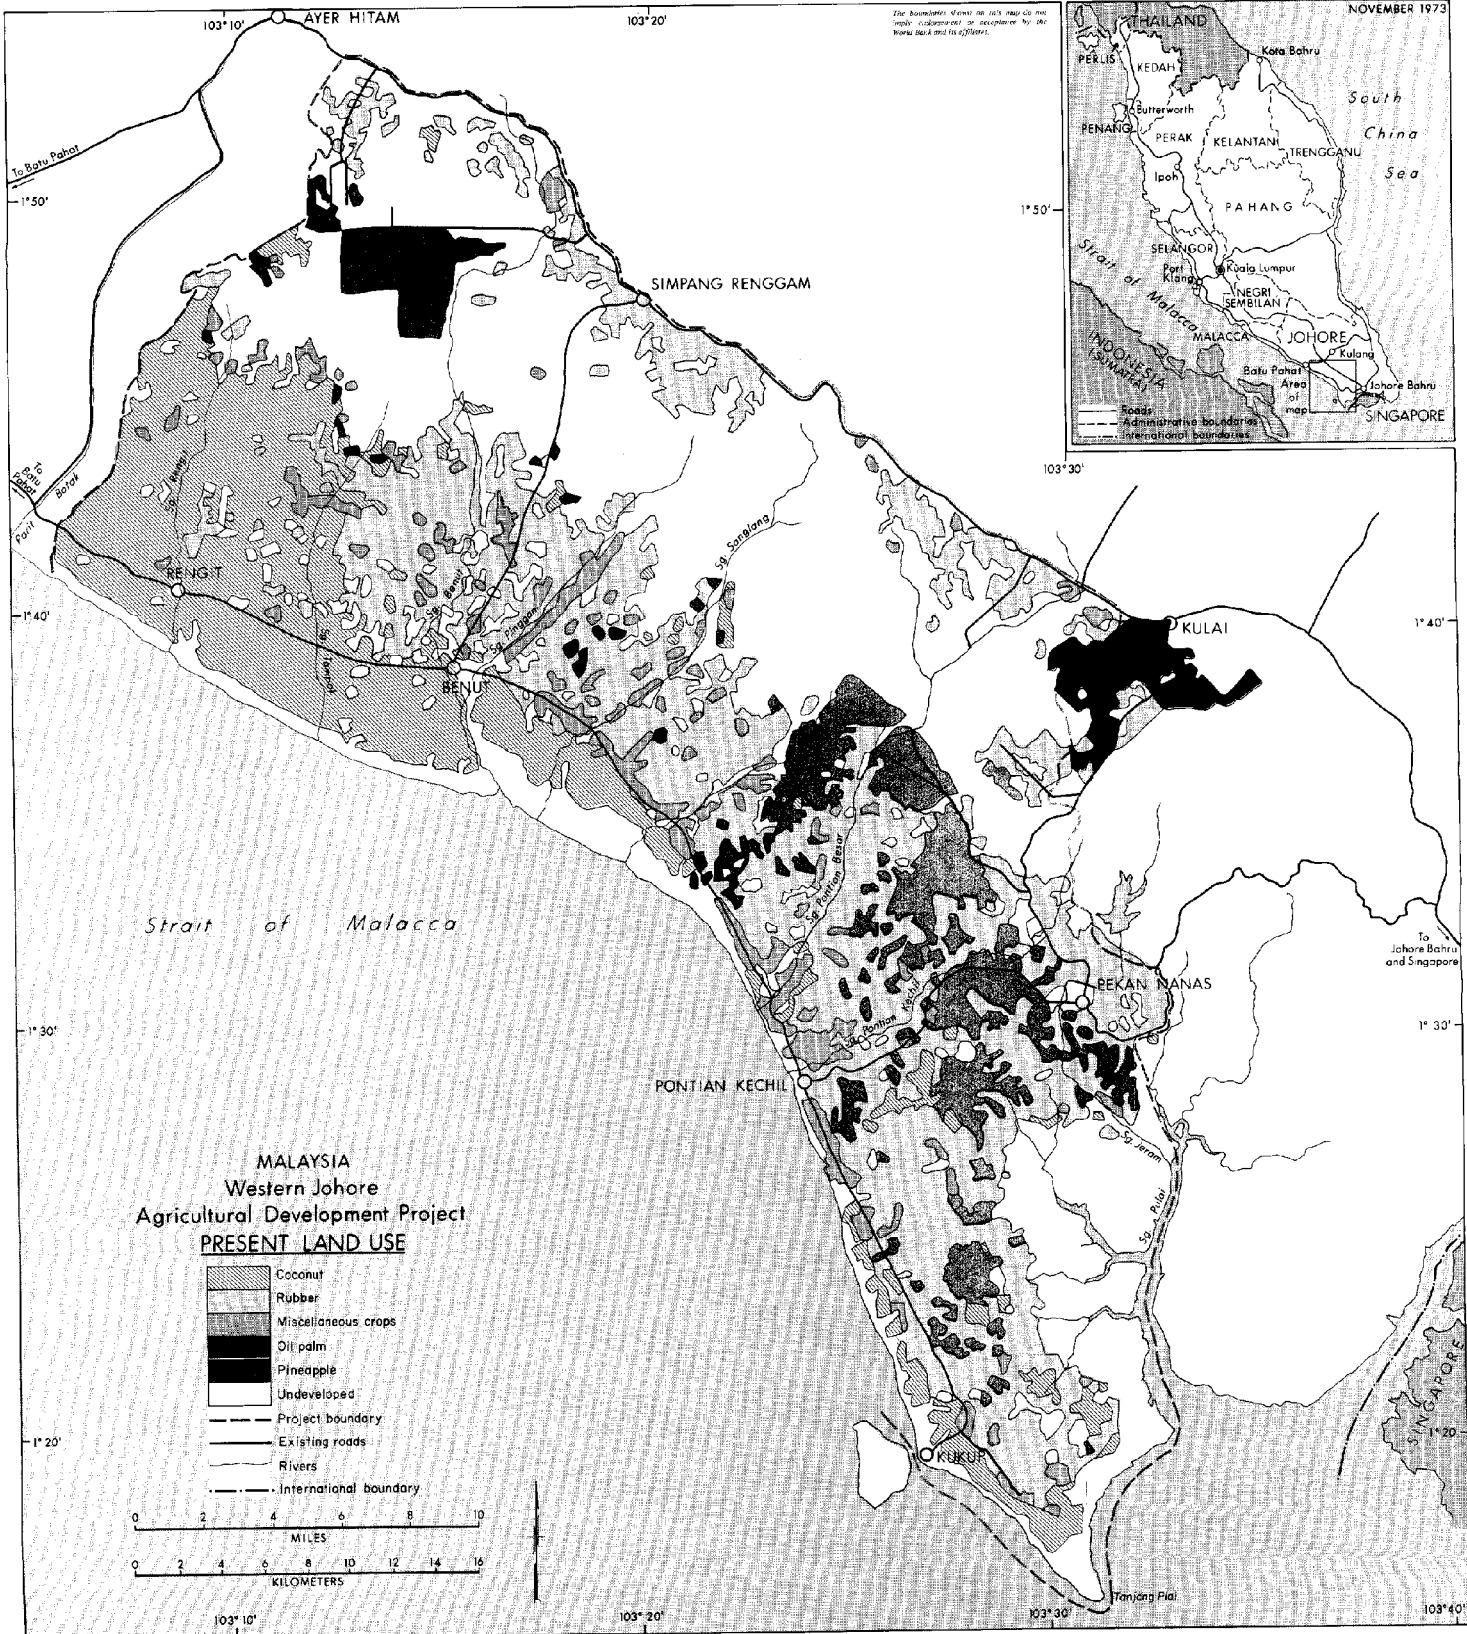 The boundaries shown on this map do not
imply endorsement or acceptance by the
World Bank and its affiliates.
NOVEMBER 1973
103°10'
AYER HITAM
103°20'
THAILAND
Kota Bahru
PERLIS
KEDAH
South
China
Sea
Butterworth
PENANG
PERAK
KELANTAN
TRENGGANU
Ipoh
PAHANG
SELANGOR
Strait of Malacca
Port
Klang
Kuala Lumpur
NEGRI
SEMBILAN
MALACCA
JOHORE
INDONESIA
(SUMATRA)
Kulang
Batu Pahat
Area
of
map
Johore Bahru
SINGAPORE
Roads
Administrative boundaries
International boundaries
To Batu Pahat
1°50'
1°50'
SIMPANG RENGGAM
103°30'
To
Batu
Pahat
Parit Botak
Sg. Rengit
RENGIT
Sg. Sanglang
1°40'
1°40'
Sg. Benut
Sg. Pinggan
KULAI
BENUT
Sg. Pontian Besar
Strait of Malacca
To
Johore Bahru
and Singapore
PEKAN NANAS
Sg. Pontian Kechil
1°30'
1°30'
PONTIAN KECHIL
Sg. Jeram
Sg. Pulai
MALAYSIA
Western Johore
Agricultural Development Project
PRESENT LAND USE
Coconut
Rubber
Miscellaneous crops
Oil palm
Pineapple
Undeveloped
Project boundary
Existing roads
Rivers
International boundary
SINGAPORE
1°20'
1°20'
KUKUP
0 2 4 6 8 10
MILES
0 2 4 6 8 10 12 14 16
KILOMETERS
Tanjong Piai
103°10'
103°20'
103°30'
103°40'